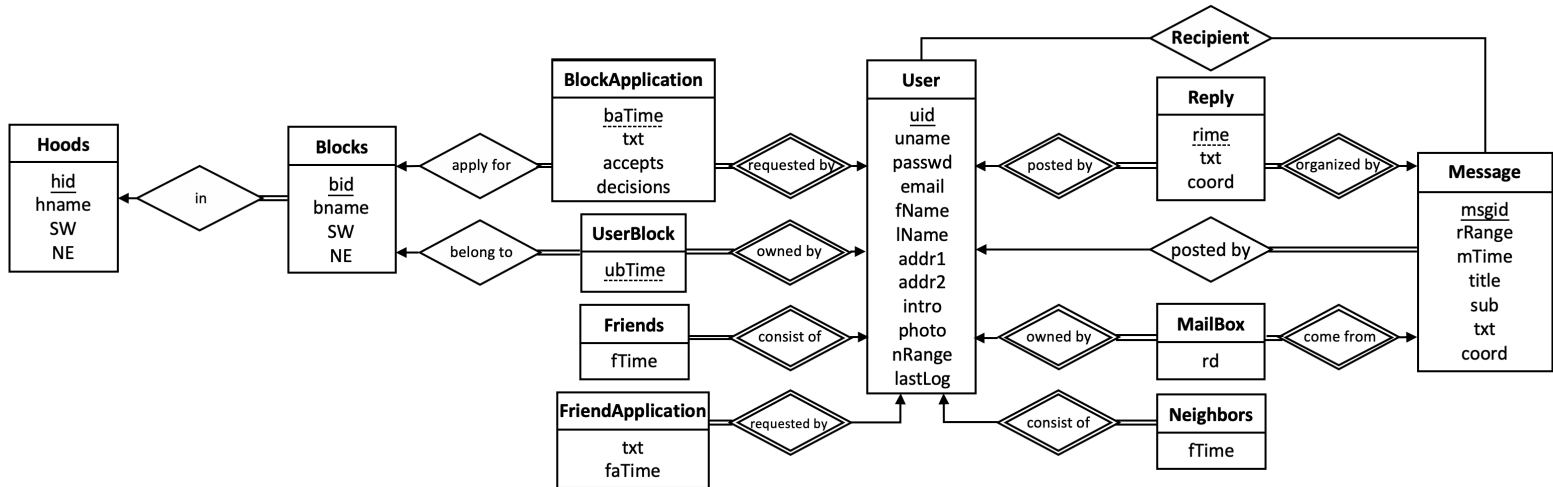 Hoods
hid
hname
SW
NE
in
Blocks
bid
bname
SW
NE
apply for
belong to
BlockApplication
baTime
txt
accepts
decisions
UserBlock
ubTime
Friends
fTime
FriendApplication
txt
faTime
requested by
owned by
consist of
requested by
User
uid
uname
passwd
email
fName
lName
addr1
addr2
intro
photo
nRange
lastLog
Recipient
posted by
Reply
rime
txt
coord
organized by
posted by
owned by
MailBox
rd
come from
consist of
Neighbors
fTime
Message
msgid
rRange
mTime
title
sub
txt
coord